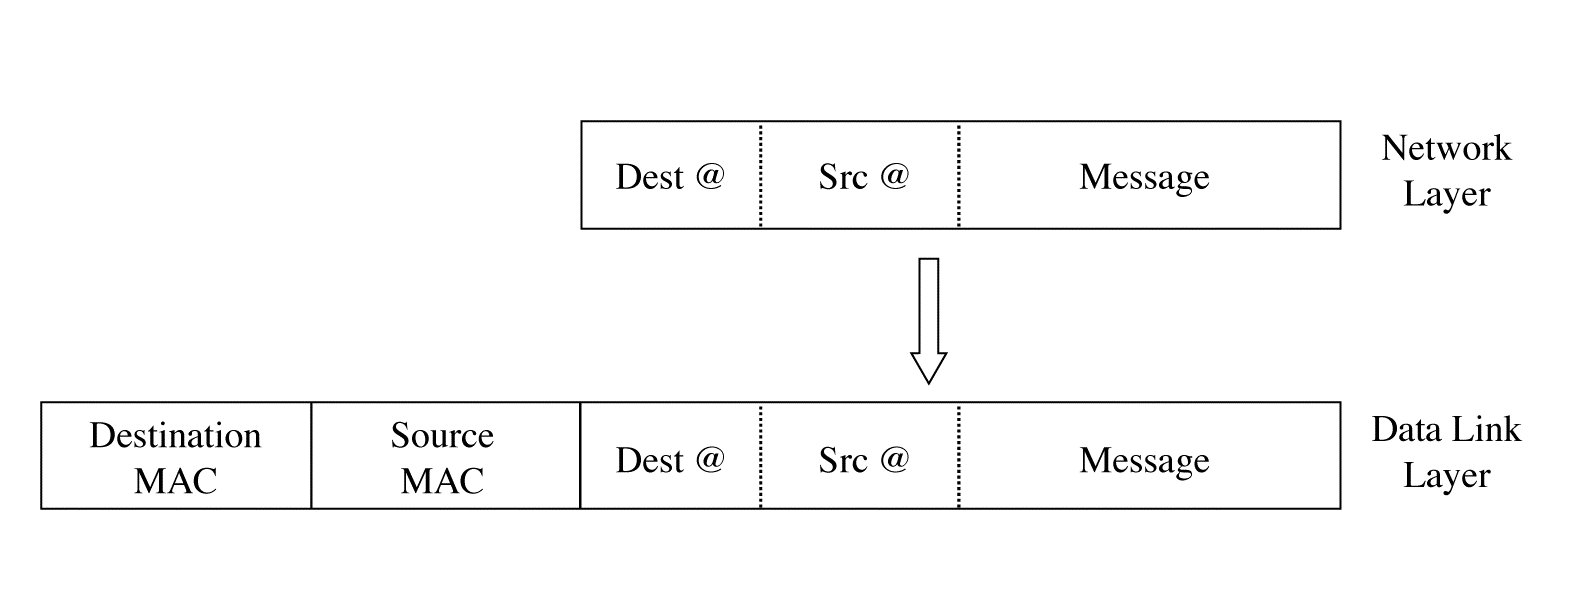 Dest @
Src @
Message
Network
Layer
Destination
MAC
Source
MAC
Dest @
Src @
Message
Data Link
Layer